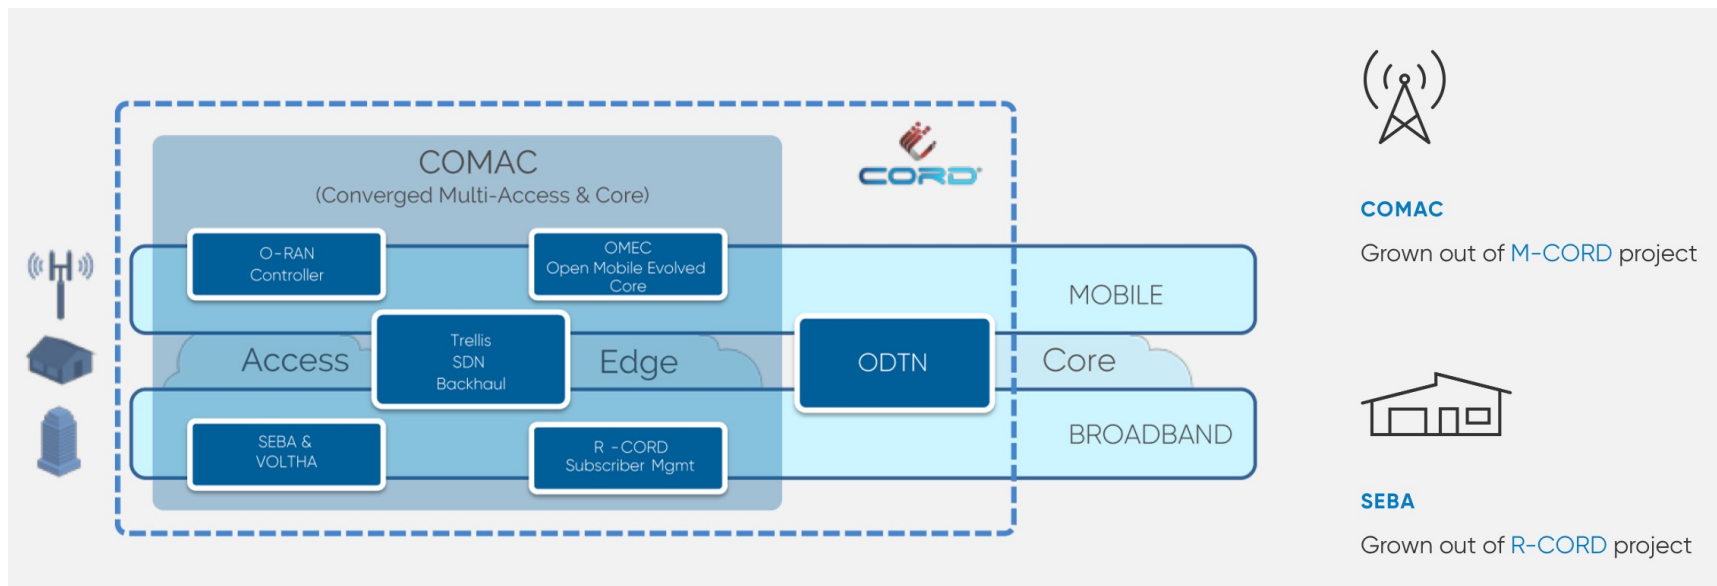 COMAC
(Converged Multi-Access & Core)
CORD
O-RAN
Controller
OMEC
Open Mobile Evolved
Core
MOBILE
Access
Trellis
SDN
Backhaul
Edge
ODTN
Core
SEBA &
VOLTHA
R -CORD
Subscriber Mgmt
BROADBAND
COMAC
Grown out of M-CORD project
SEBA
Grown out of R-CORD project